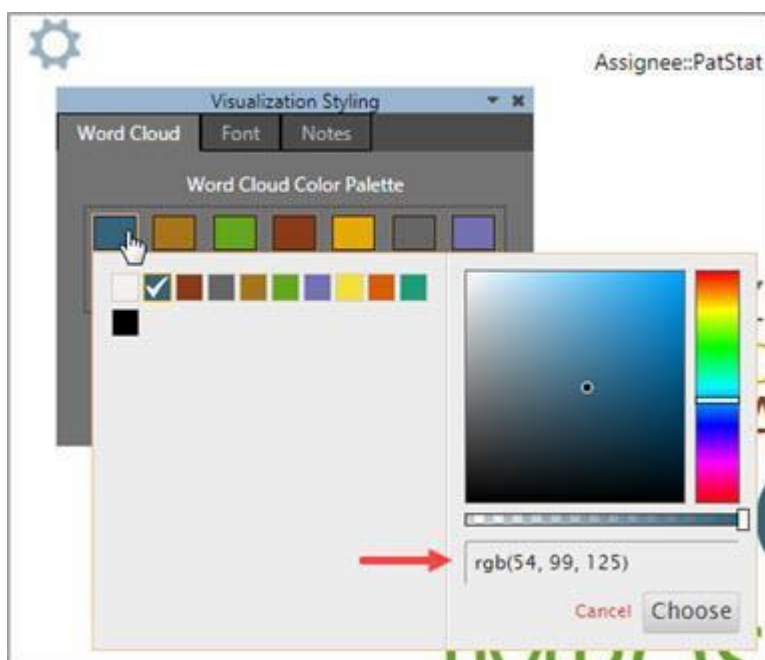 Assignee::PatStat
Visualization Styling
Word Cloud Font Notes
Word Cloud Color Palette
rgb(54, 99, 125)
Cancel Choose